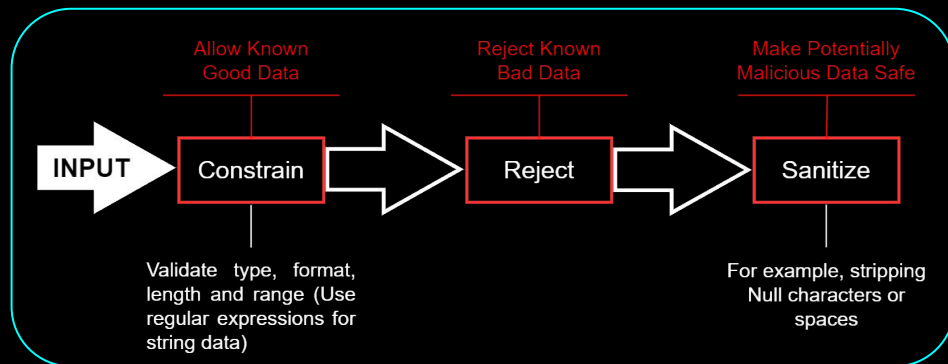 Allow Known
Good Data
Reject Known
Bad Data
Make Potentially
Malicious Data Safe
INPUT
Constrain
Reject
Sanitize
Validate type, format,
length and range (Use
regular expressions for
string data)
For example, stripping
Null characters or
spaces